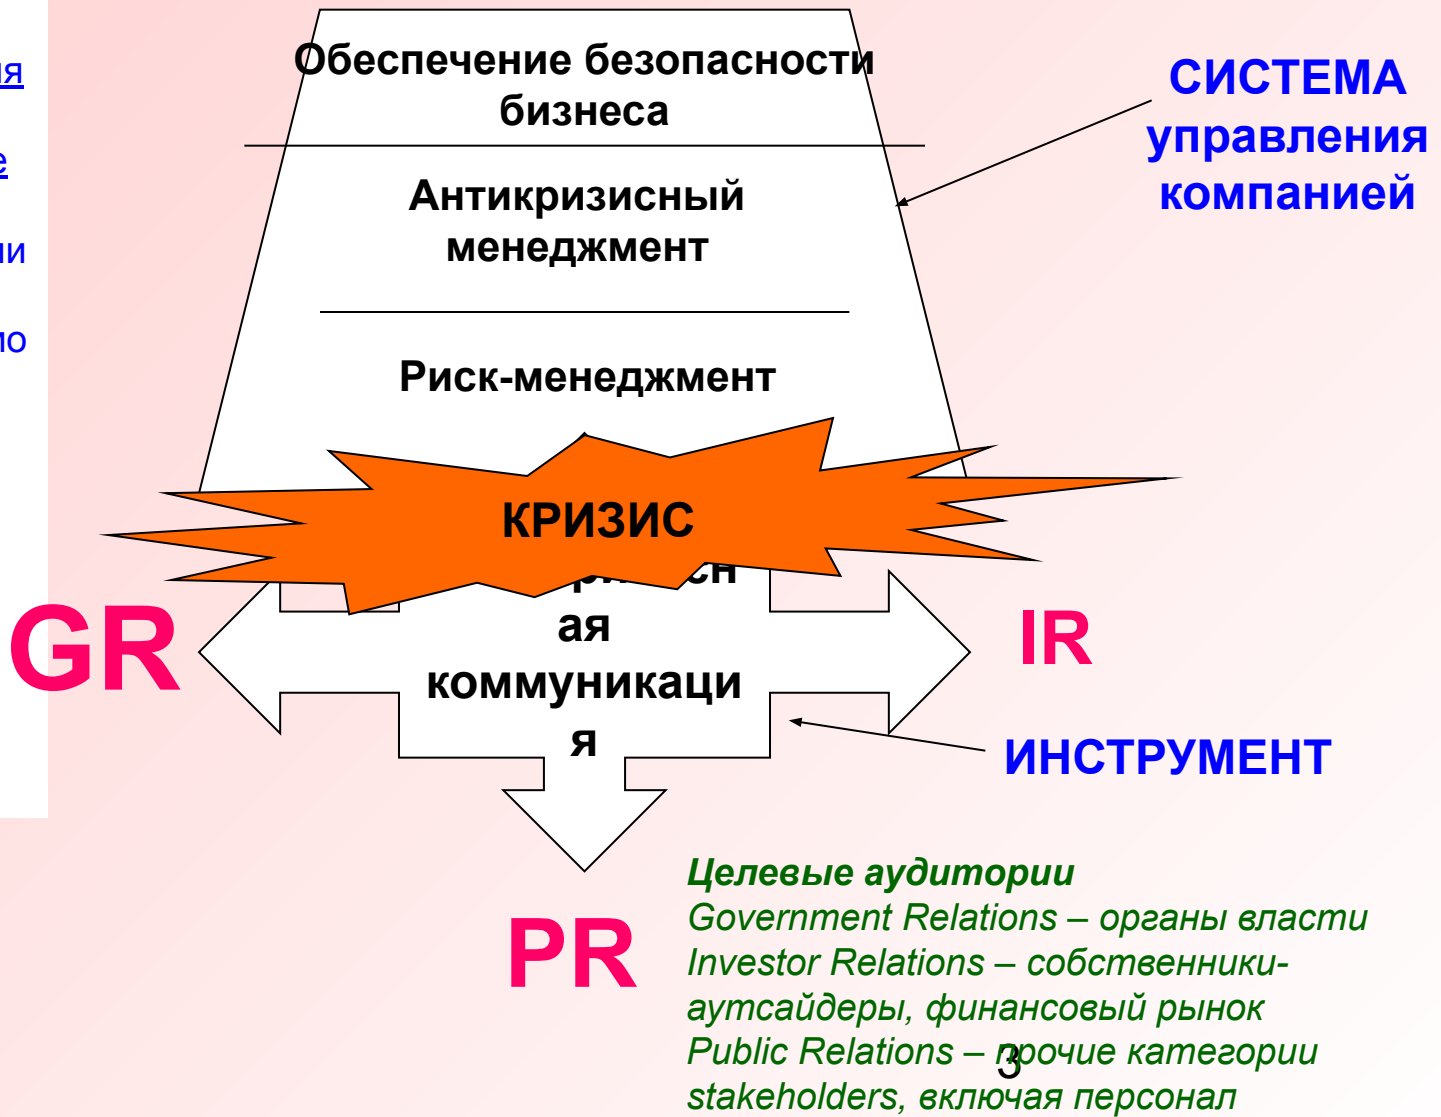 Обеспечение безопасности
бизнеса
СИСТЕМА
управления
компанией
Антикризисный
менеджмент
Риск-менеджмент
КРИЗИС
ая
коммуникаци
я
GR
IR
ИНСТРУМЕНТ
PR
Целевые аудитории
Government Relations – органы власти
Investor Relations – собственники-
аутсайдеры, финансовый рынок
Public Relations – прочие категории
stakeholders, включая персонал
3